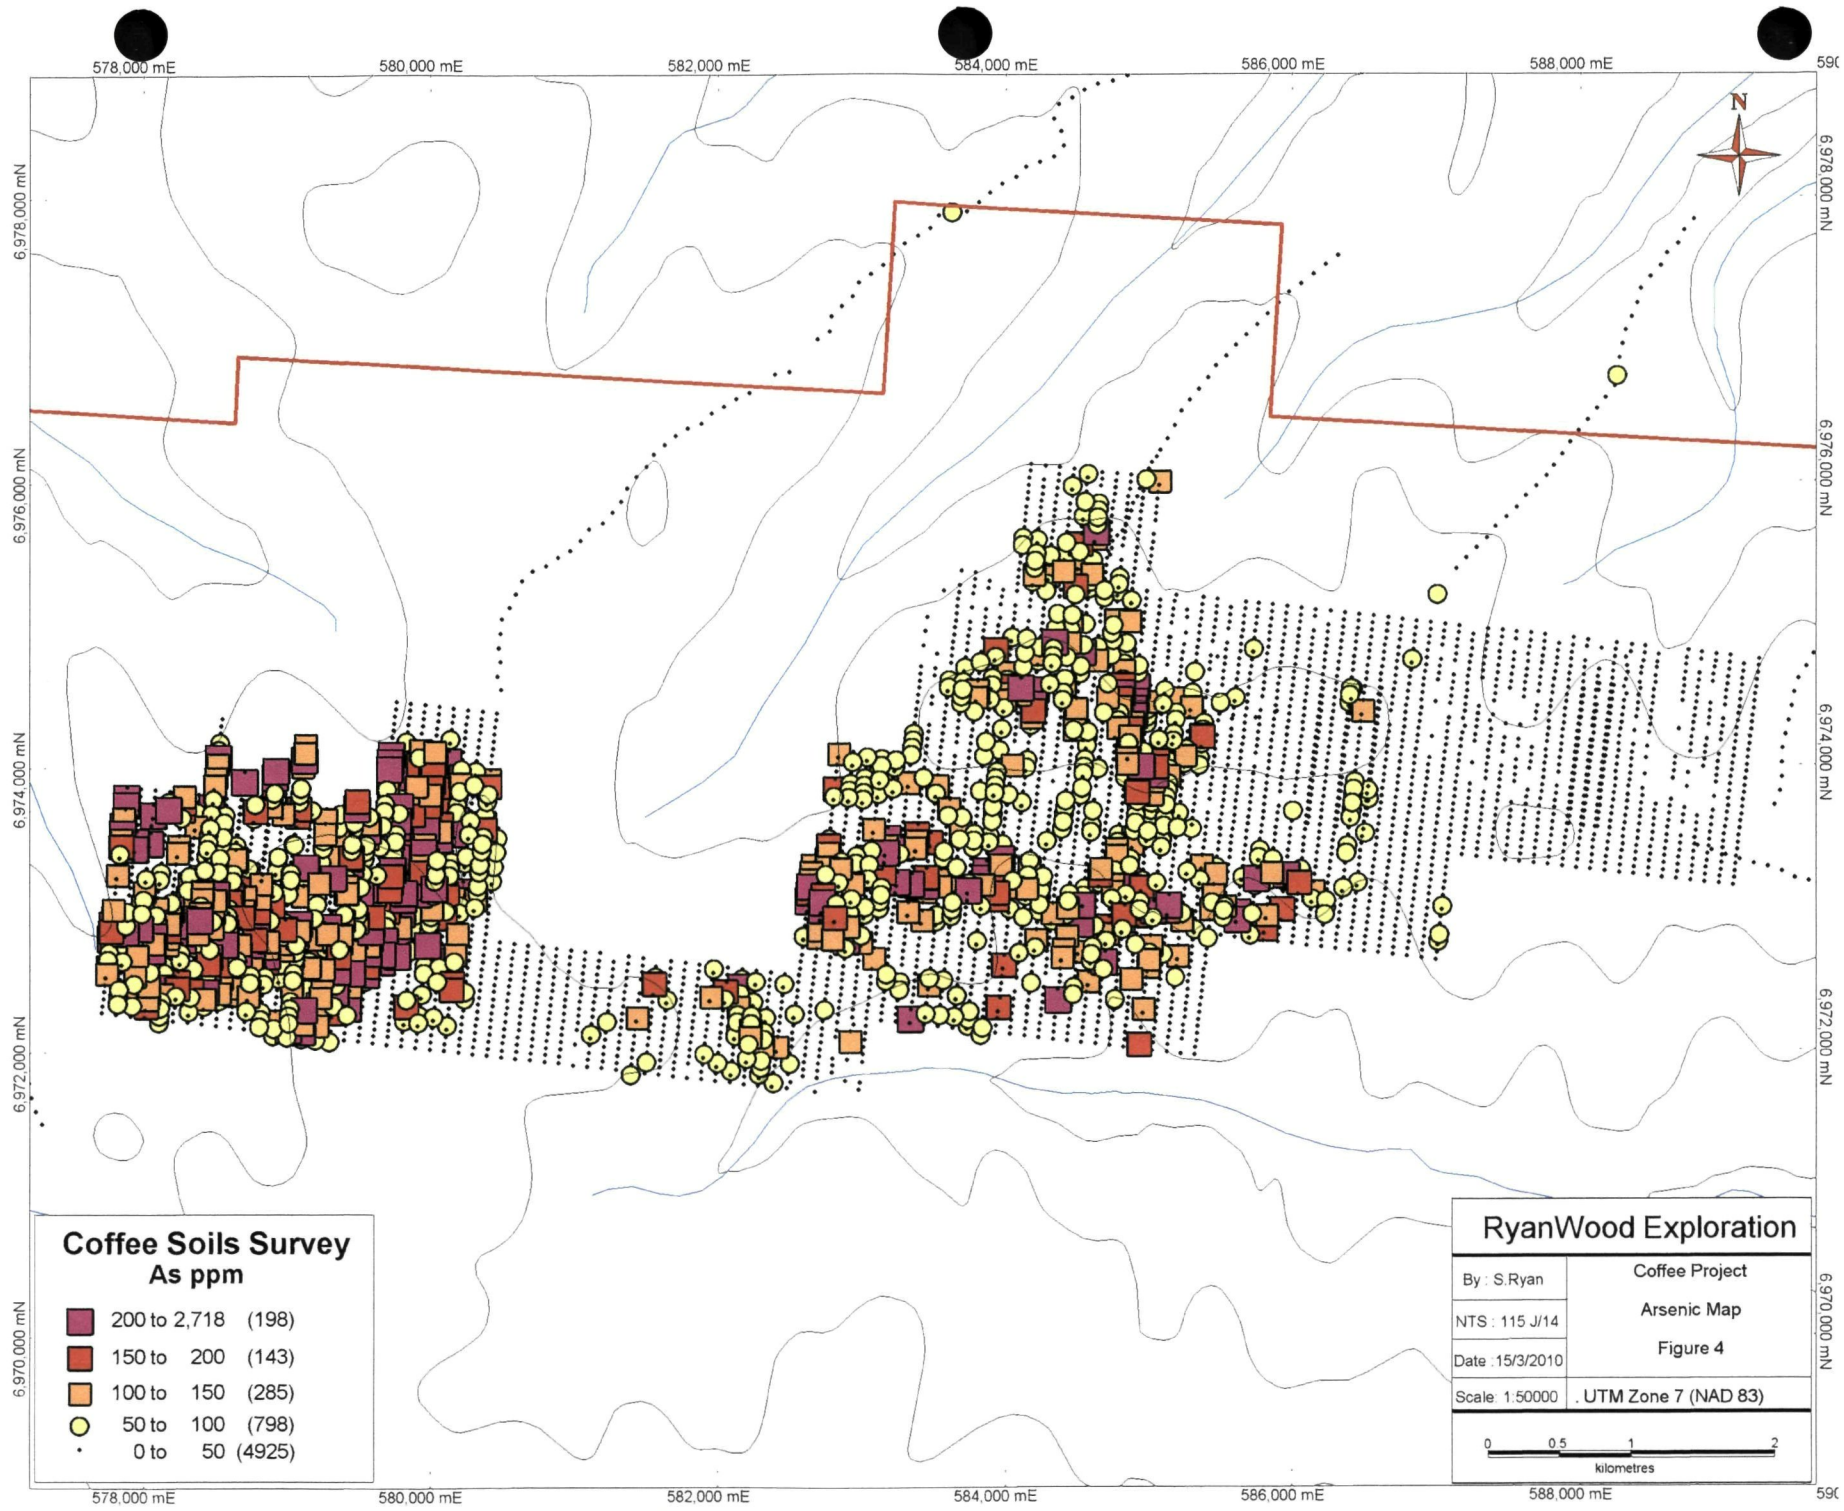 578,000 mE 580,000 mE 582,000 mE 584,000 mE 586,000 mE 588,000 mE 590
N
6,978,000 mN
6,978,000 mN
6,976,000 mN
6,976,000 mN
6,974,000 mN
6,974,000 mN
6,972,000 mN
6,972,000 mN
6,970,000 mN
6,970,000 mN
Coffee Soils Survey
As ppm
200 to 2,718 (198)
150 to 200 (143)
100 to 150 (285)
50 to 100 (798)
0 to 50 (4925)
RyanWood Exploration
By : S.Ryan
Coffee Project
NTS : 115 J/14
Arsenic Map
Date :15/3/2010
Figure 4
Scale: 1:50000
. UTM Zone 7 (NAD 83)
0 0.5 1 2
kilometres
578,000 mE 580,000 mE 582,000 mE 584,000 mE 586,000 mE 588,000 mE 590